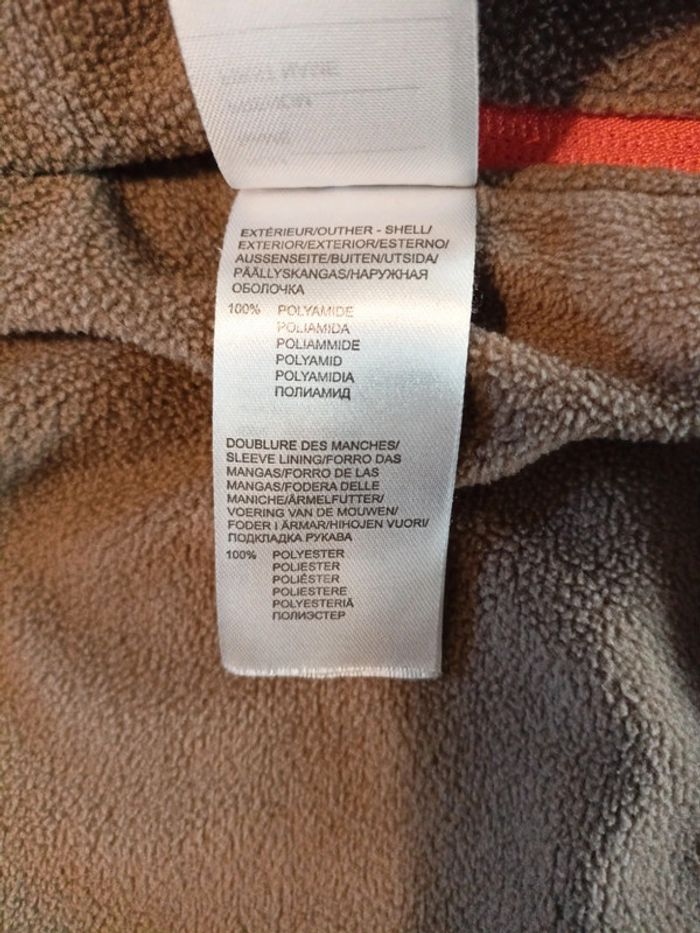 EXTÉRIEUR/OUTHER - SHELL/
EXTERIOR/EXTERIOR/ESTERNO/
AUSSENSEITE/BUITEN/UTSIDA/
PÄÄLLYSKANGAS/НАРУЖНАЯ
ОБОЛОЧКА
100% POLYAMIDE
POLIAMIDA
POLIAMMIDE
POLYAMID
POLYAMIDIA
ПОЛИАМИД
DOUBLURE DES MANCHES/
SLEEVE LINING/FORRO DAS
MANGAS/FORRO DE LAS
MANGAS/FODERA DELLE
MANICHE/ÄRMELFUTTER/
VOERING VAN DE MOUWEN/
FODER I ÄRMAR/HIHOJEN VUORI/
ПОДКЛАДКА РУКАВА
100% POLYESTER
POLIESTER
POLIÉSTER
POLIESTERE
POLYESTERIÄ
ПОЛИЭСТЕР